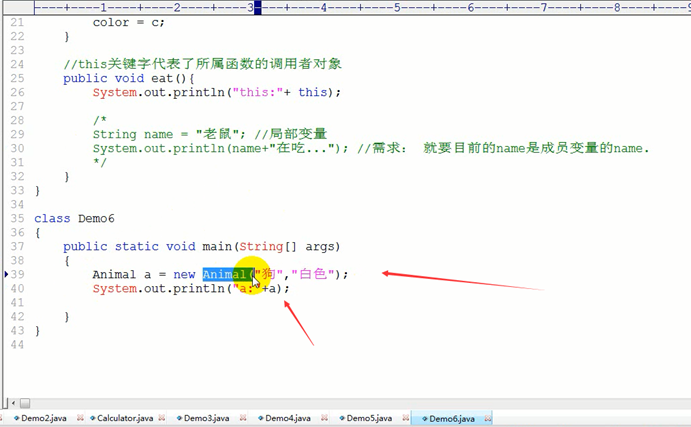 ----+----1----+----2----+----3----+----4----+----5----+----6----+----7----+----8----+----9
21 color = c;
22 }
23
24 //this关键字代表了所属函数的调用者对象
25 public void eat(){
26 System.out.println("this:"+ this);
27
28 /*
29 String name = "老鼠"; //局部变量
30 System.out.println(name+"在吃..."); //需求： 就要目前的name是成员变量的name.
31 */
32 }
33 }
34
35 class Demo6
36 {
37 public static void main(String[] args)
38 {
39 Animal a = new Animal("狗","白色");
40 System.out.println("a:"+a);
41
42 }
43 }
44
Demo2.java Calculator.java Demo3.java Demo4.java Demo5.java Demo6.java